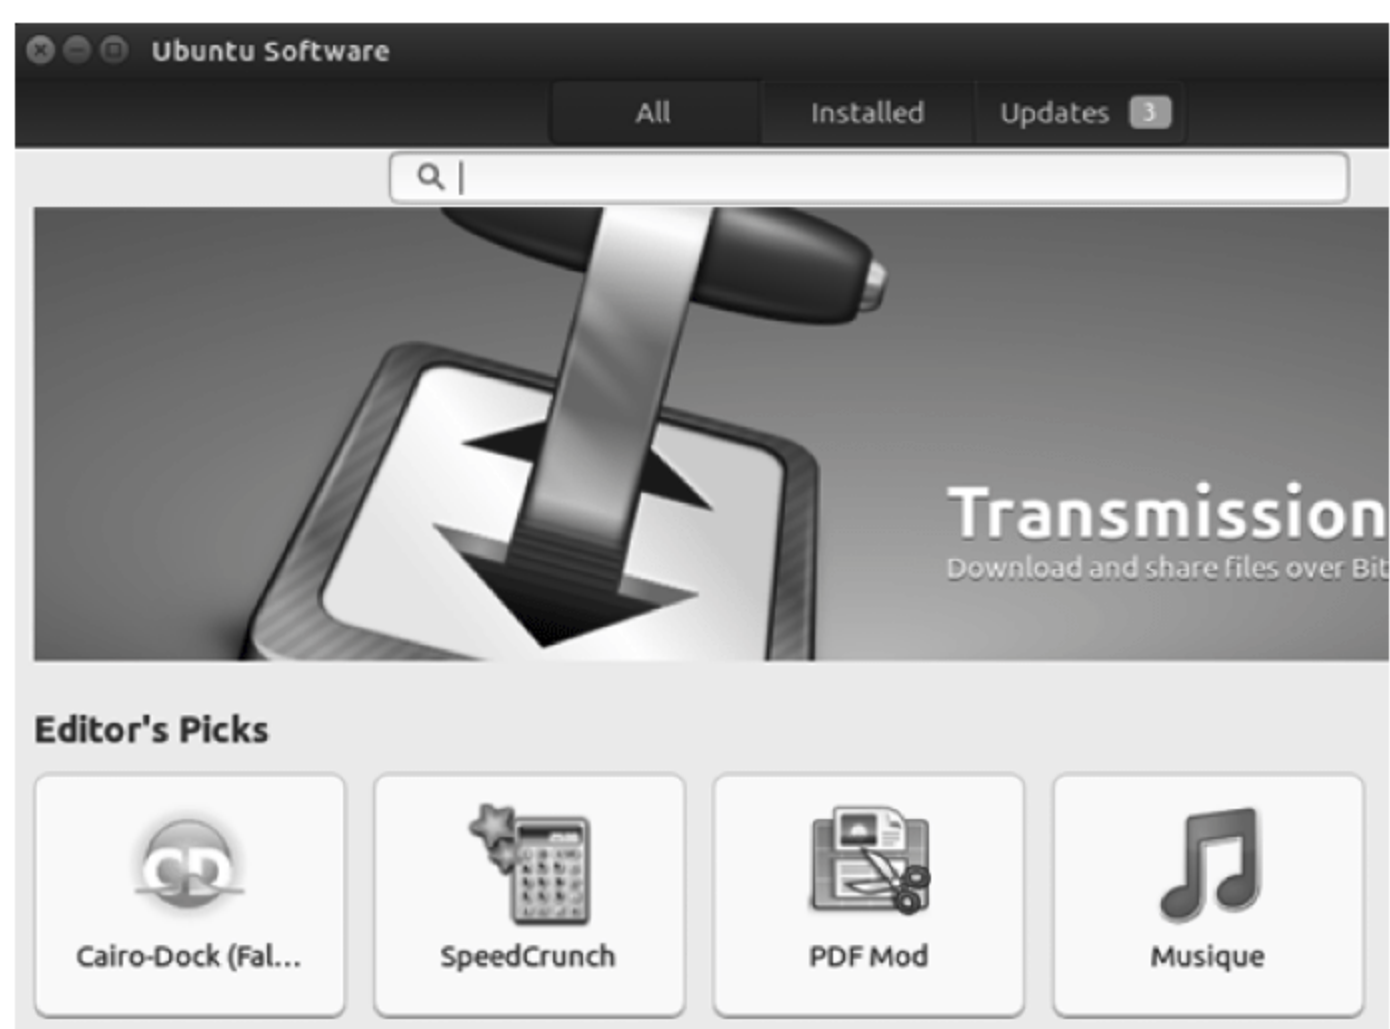 Ubuntu Software
All Installed Updates 3
Transmission
Download and share files over Bit
Editor's Picks
CD
Cairo-Dock (Fal... SpeedCrunch PDF Mod Musique